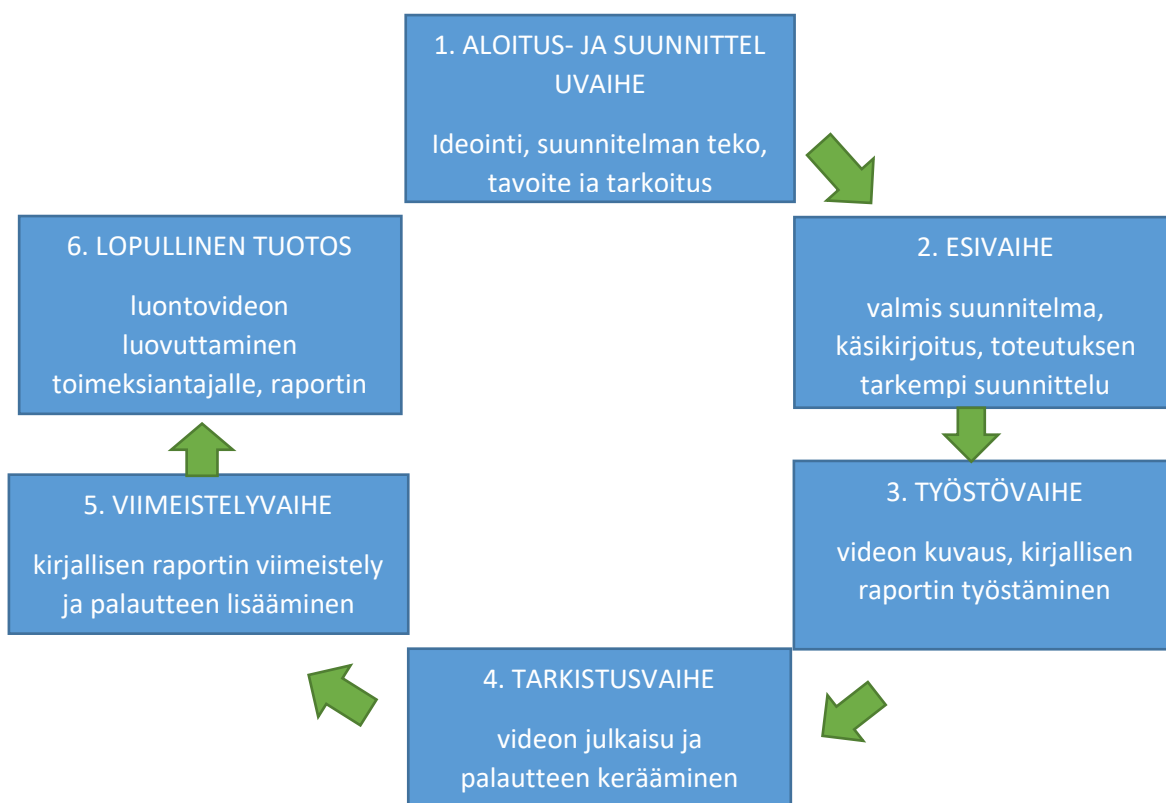 1. ALOITUS- JA SUUNNITTEL
UVAIHE
Ideointi, suunnitelman teko,
tavoite ja tarkoitus
2. ESIVAIHE
valmis suunnitelma,
käsikirjoitus, toteutuksen
tarkempi suunnittelu
3. TYÖSTÖVAIHE
videon kuvaus, kirjallisen
raportin työstäminen
4. TARKISTUSVAIHE
videon julkaisu ja
palautteen kerääminen
5. VIIMEISTELYVAIHE
kirjallisen raportin viimeistely
ja palautteen lisääminen
6. LOPULLINEN TUOTOS
luontovideon
luovuttaminen
toimeksiantajalle, raportin